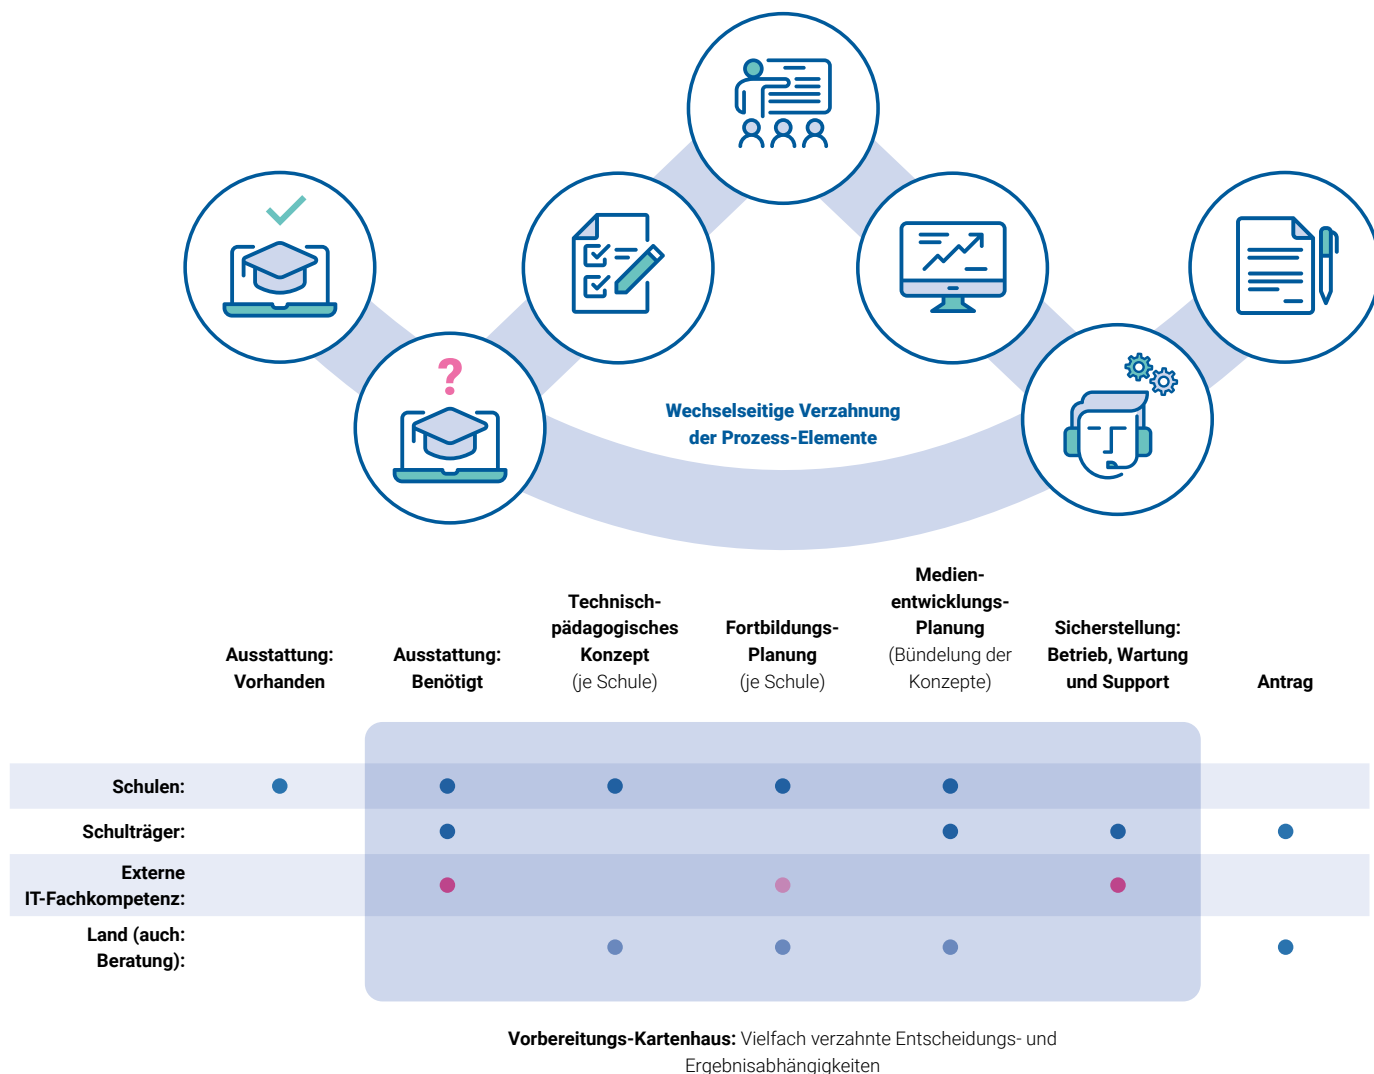 ?
Wechselseitige Verzahnung
der Prozess-Elemente
Ausstattung:
Vorhanden
Ausstattung:
Benötigt
Technisch-
pädagogisches
Konzept
(je Schule)
Fortbildungs-
Planung
(je Schule)
Medien-
entwicklungs-
Planung
(Bündelung der
Konzepte)
Sicherstellung:
Betrieb, Wartung
und Support
Antrag
Schulen:
Schulträger:
Externe
IT-Fachkompetenz:
Land (auch:
Beratung):
Vorbereitungs-Kartenhaus: Vielfach verzahnte Entscheidungs- und
Ergebnisabhängigkeiten